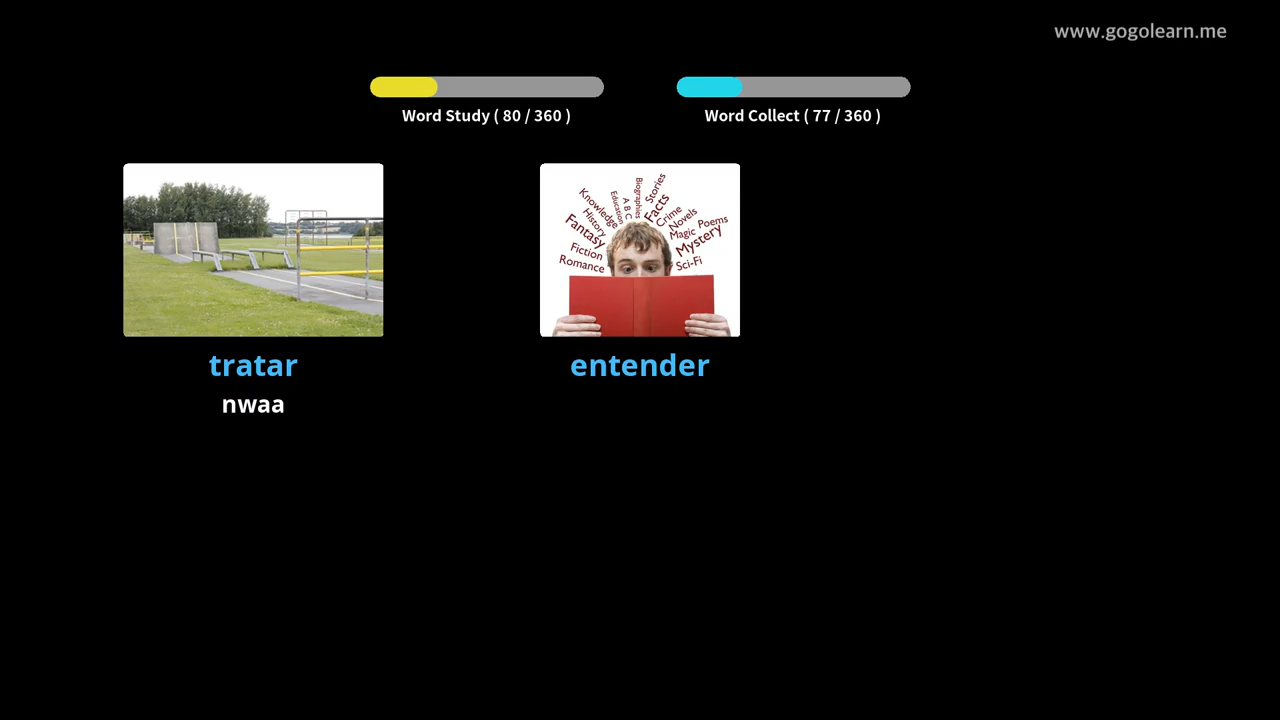 www.gogolearn.me
Word Study ( 80 / 360 )
Word Collect ( 77 / 360 )
Stories
Biographies
A B C
Education
Knowledge
Facts
History
Crime
Novels
Fantasy
Magic
Poems
Mystery
Fiction
Romance
Sci-Fi
tratar
entender
nwaa